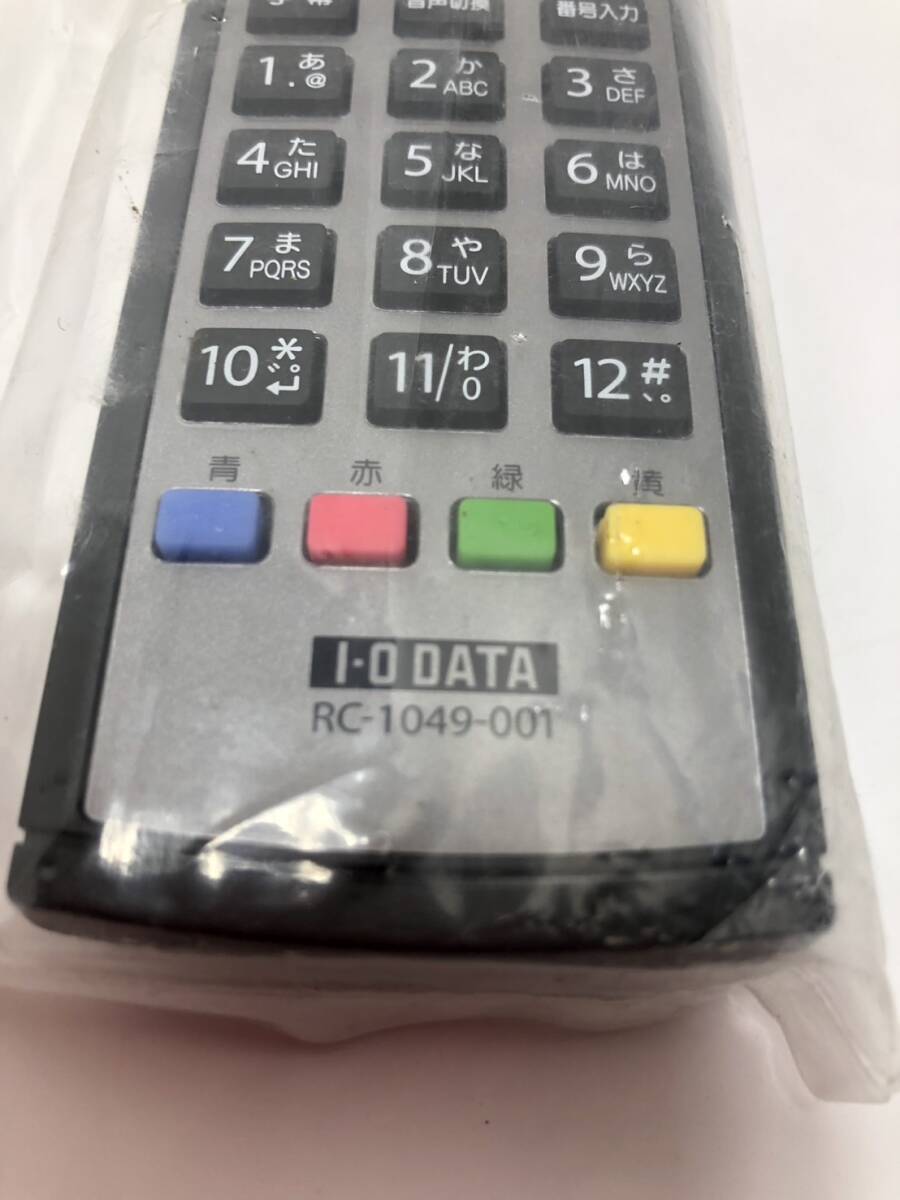 字幕 音声切換 番号入力
1 あ .@ 2 か ABC 3 さ DEF
4 た GHI 5 な JKL 6 は MNO
7 ま PQRS 8 や TUV 9 ら WXYZ
10 * ゛゜ ↵ 11/わ 0 12 # 、。
青 赤 緑 黄
I-O DATA
RC-1049-001